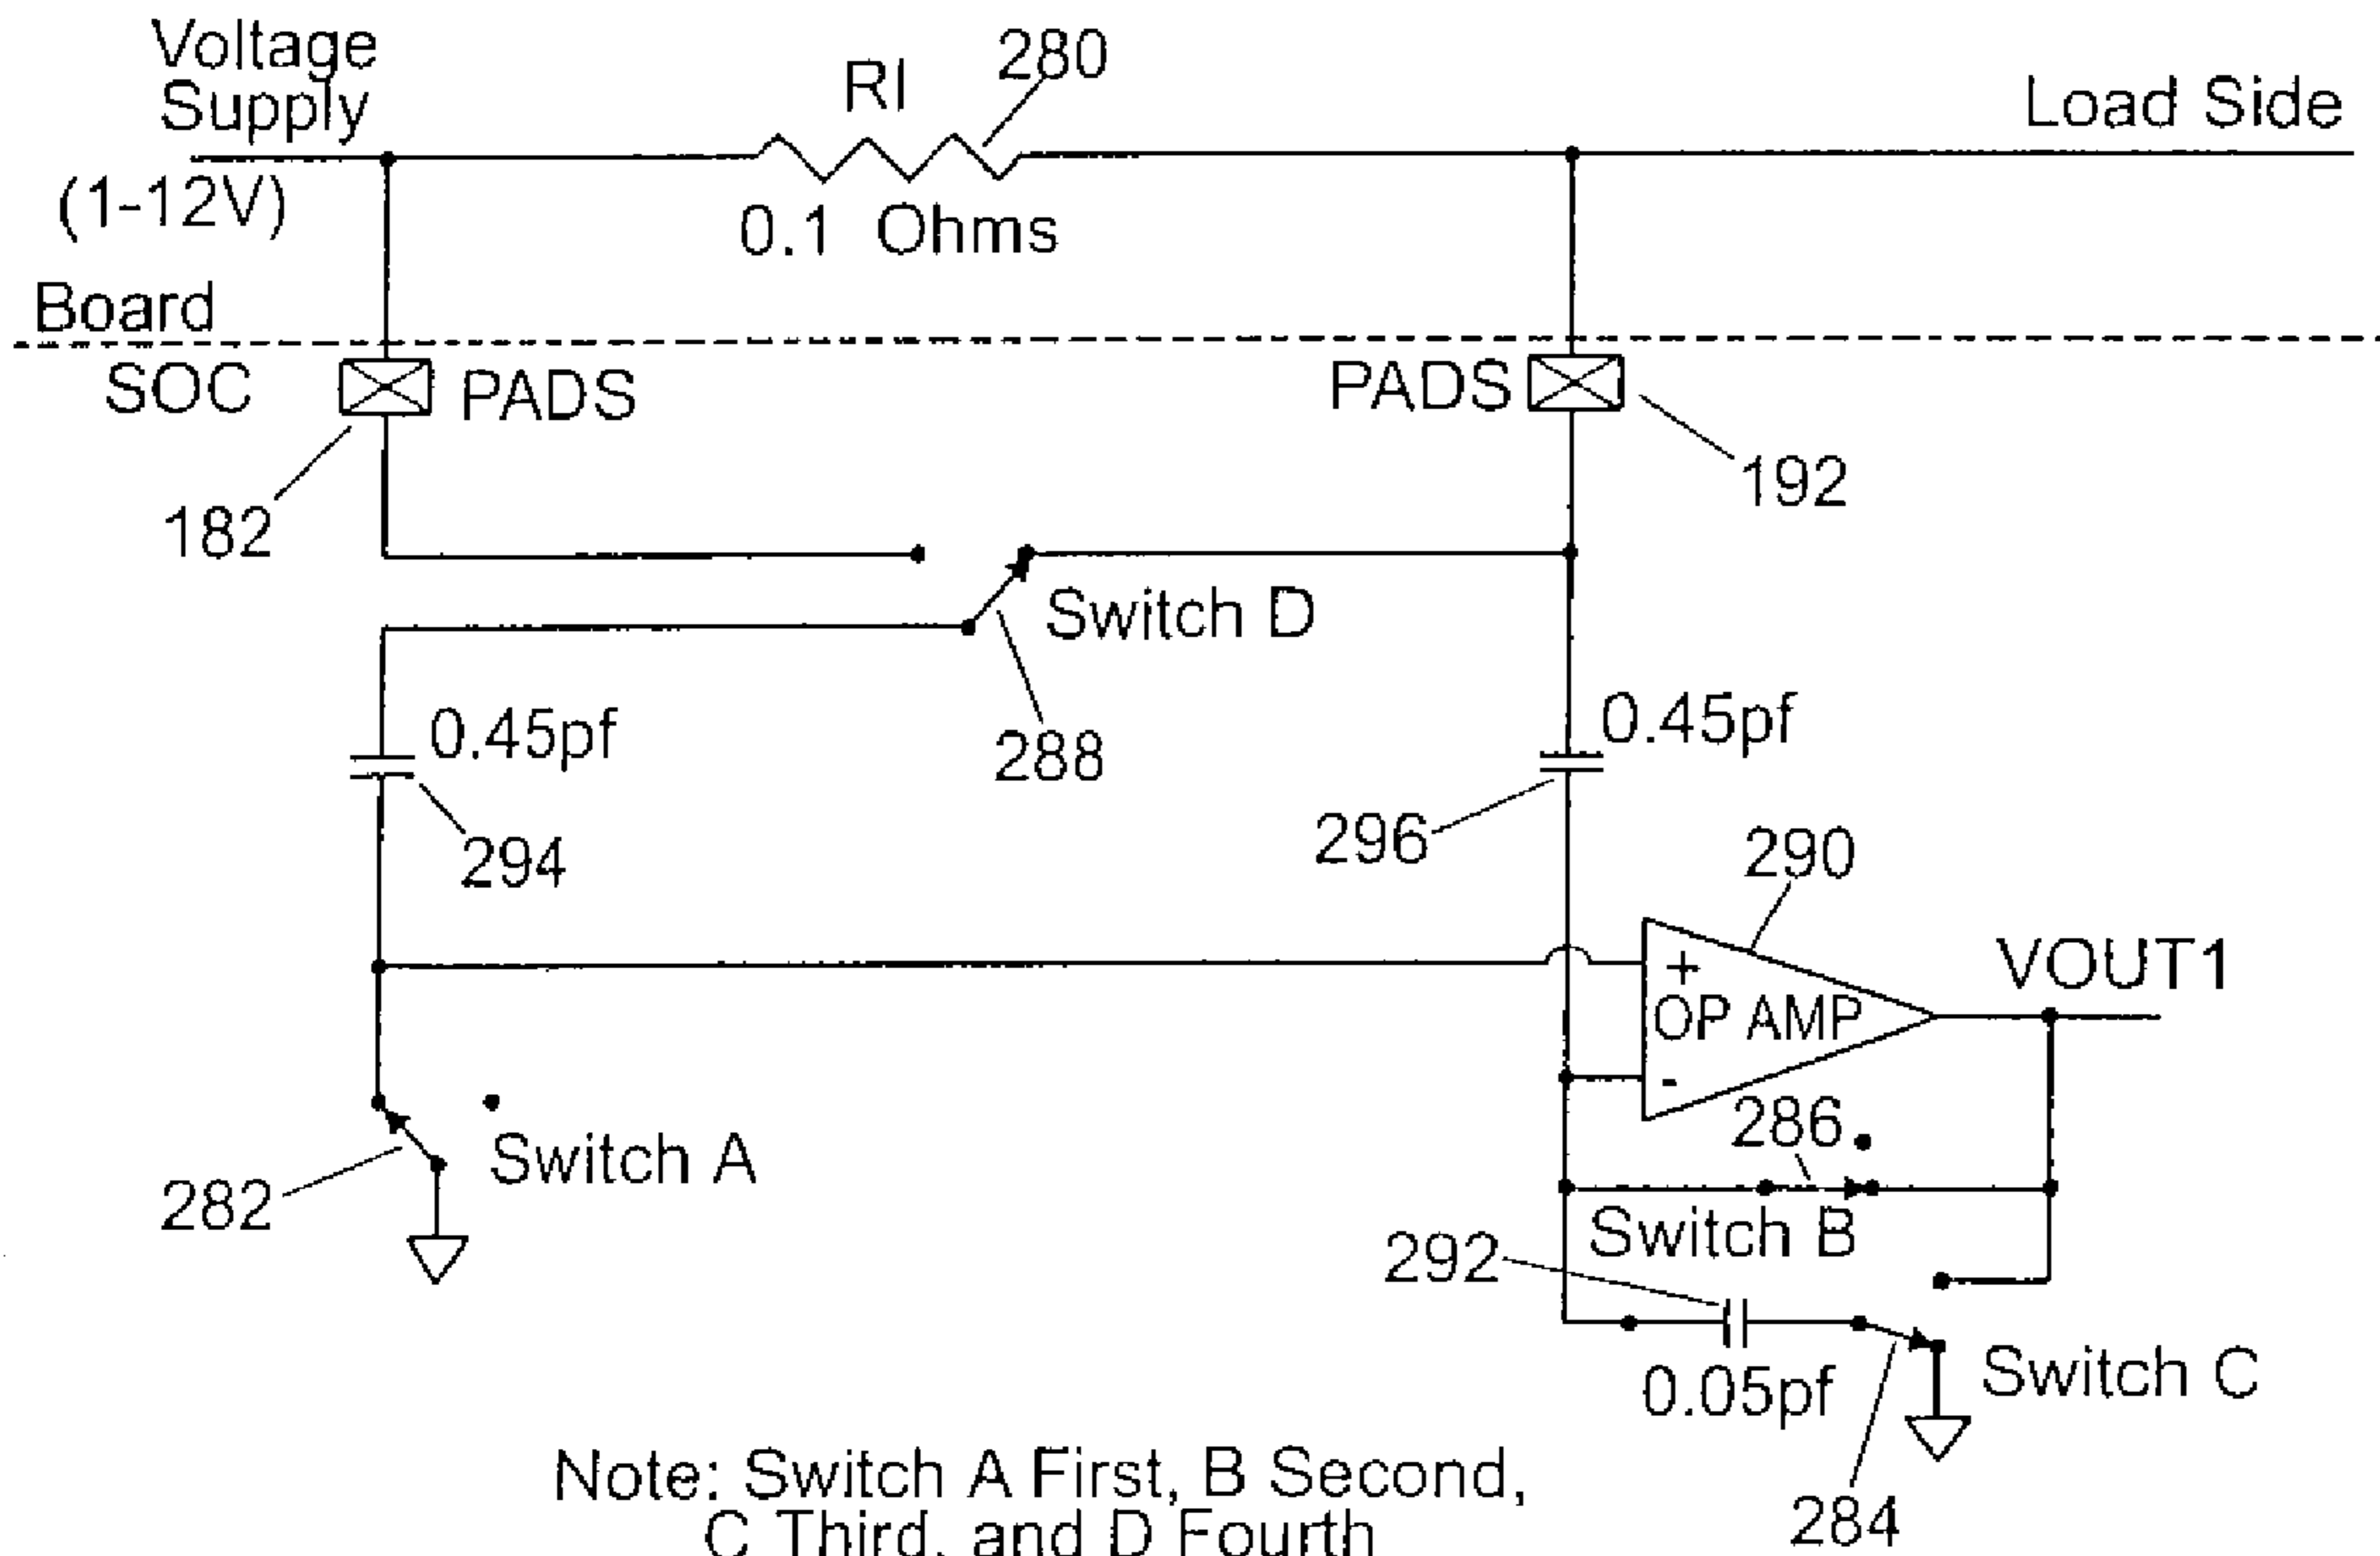 Voltage
Supply
(1-12V)
RI
280
0.1 Ohms
Load Side
Board
SOC
PADS
PADS
182
192
Switch D
288
0.45pf
294
0.45pf
296
290
+
OP AMP
-
VOUT1
286
Switch A
282
Switch B
292
0.05pf
Switch C
284
Note: Switch A First, B Second,
C Third, and D Fourth